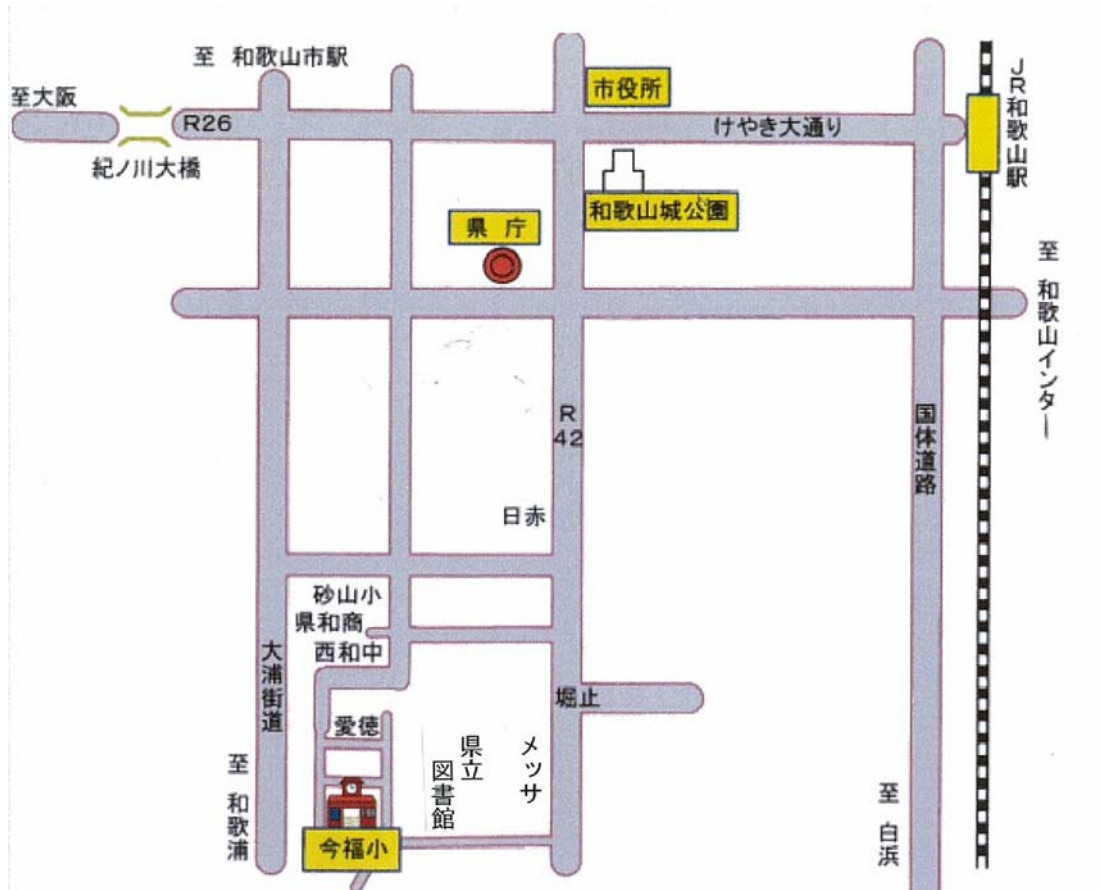 至 和歌山市駅
至大阪
R26
紀ノ川大橋
市役所
けやき大通り
JR和歌山駅
和歌山城公園
県庁
至 和歌山インター
R
42
国体道路
日赤
砂山小
県和商
西和中
大浦街道
堀止
愛徳
メッサ
県立
図書館
至 和歌浦
至 白浜
今福小